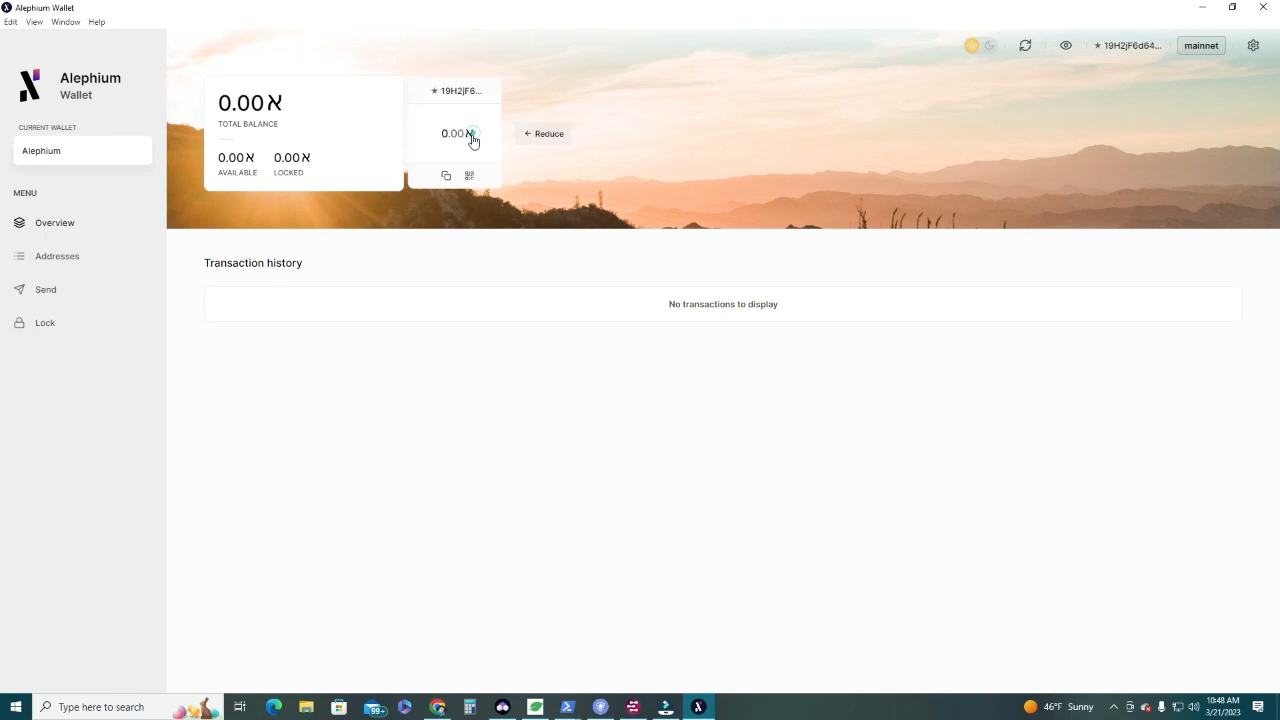 Alephium Wallet
Edit View Window Help
Alephium
Wallet
CURRENT WALLET
Alephium
MENU
Overview
Addresses
Send
Lock
19H2jF6d64...
mainnet
0.00 א
TOTAL BALANCE
0.00 א 0.00 א
AVAILABLE LOCKED
19H2jF6...
0.00 א
← Reduce
Transaction history
No transactions to display
Type here to search
99+
46°F Sunny
10:48 AM
3/21/2023